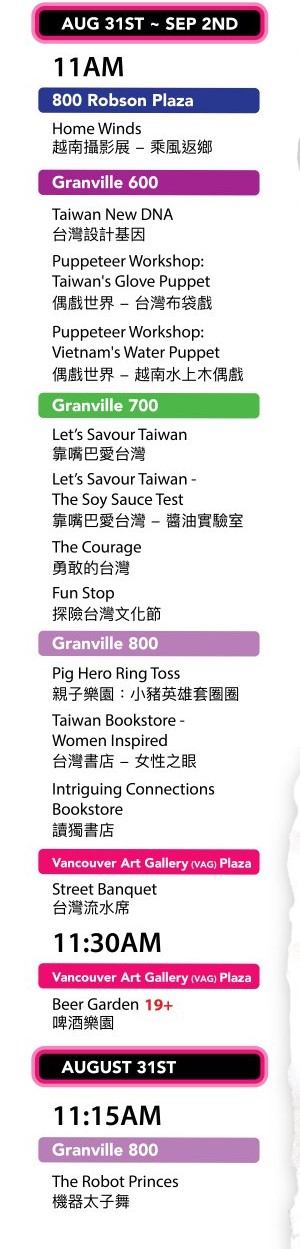 AUG 31ST ~ SEP 2ND
11AM
800 Robson Plaza
Home Winds
越南攝影展 – 乘風返鄉
Granville 600
Taiwan New DNA
台灣設計基因
Puppeteer Workshop:
Taiwan's Glove Puppet
偶戲世界 – 台灣布袋戲
Puppeteer Workshop:
Vietnam's Water Puppet
偶戲世界 – 越南水上木偶戲
Granville 700
Let’s Savour Taiwan
靠嘴巴愛台灣
Let’s Savour Taiwan -
The Soy Sauce Test
靠嘴巴愛台灣 – 醬油實驗室
The Courage
勇敢的台灣
Fun Stop
探險台灣文化節
Granville 800
Pig Hero Ring Toss
親子樂園：小豬英雄套圈圈
Taiwan Bookstore -
Women Inspired
台灣書店 – 女性之眼
Intriguing Connections
Bookstore
讀獨書店
Vancouver Art Gallery (VAG) Plaza
Street Banquet
台灣流水席
11:30AM
Vancouver Art Gallery (VAG) Plaza
Beer Garden 19+
啤酒樂園
AUGUST 31ST
11:15AM
Granville 800
The Robot Princes
機器太子舞